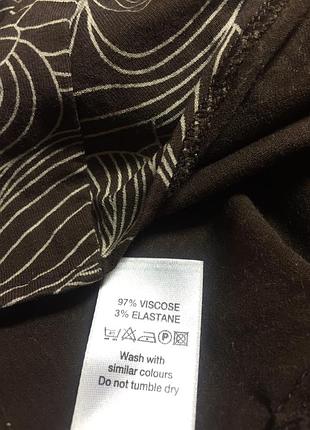 97% VISCOSE
3% ELASTANE
Wash with
similar colours
Do not tumble dry